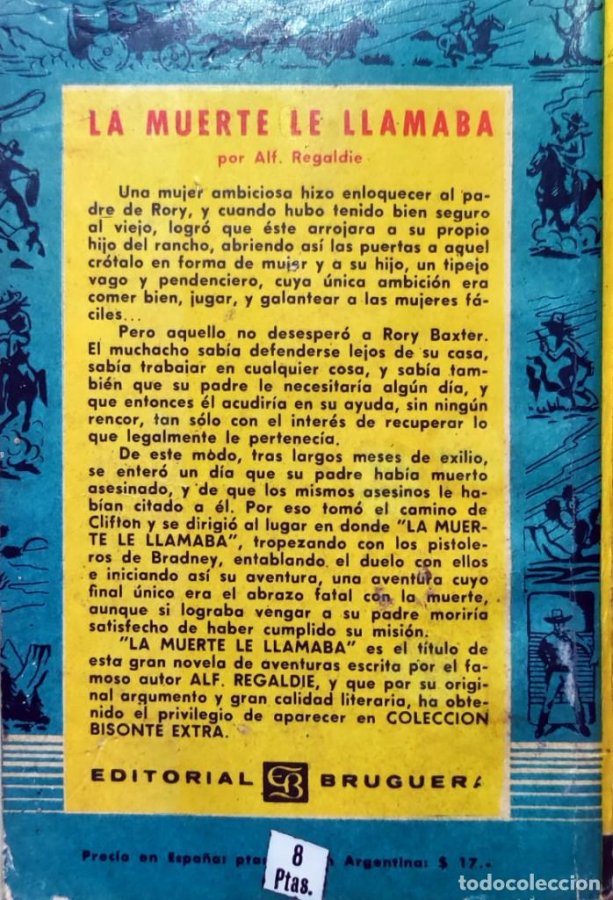 LA MUERTE LE LLAMABA
por Alf. Regaldie
Una mujer ambiciosa hizo enloquecer al pa-
dre de Rory, y cuando hubo tenido bien seguro
al viejo, logró que éste arrojara a su propio
hijo del rancho, abriendo así las puertas a aquel
crótalo en forma de mujer y a su hijo, un tipejo
vago y pendenciero, cuya única ambición era
comer bien, jugar, y galantear a las mujeres fá-
ciles...
Pero aquello no desesperó a Rory Baxter.
El muchacho sabía defenderse lejos de su casa,
sabía trabajar en cualquier cosa, y sabía tam-
bién que su padre le necesitaría algún día, y
que entonces él acudiría en su ayuda, sin ningún
rencor, tan sólo con el interés de recuperar lo
que legalmente le pertenecía.
De este modo, tras largos meses de exilio,
se enteró un día que su padre había muerto
asesinado, y de que los mismos asesinos le ha-
bían citado a él. Por eso tomó el camino de
Clifton y se dirigió al lugar en donde "LA MUER-
TE LE LLAMABA", tropezando con los pistole-
ros de Bradney, entablando el duelo con ellos
e iniciando así su aventura, una aventura cuyo
final único era el abrazo fatal con la muerte,
aunque si lograba vengar a su padre moriría
satisfecho de haber cumplido su misión.
"LA MUERTE LE LLAMABA" es el título de
esta gran novela de aventuras escrita por el fa-
moso autor ALF. REGALDIE, y que por su origi-
nal argumento y gran calidad literaria, ha obte-
nido el privilegio de aparecer en COLECCION
BISONTE EXTRA.
EDITORIAL B BRUGUERA
Precio en España: ptas Argentina: $ 17.-
8
Ptas.
todocoleccion